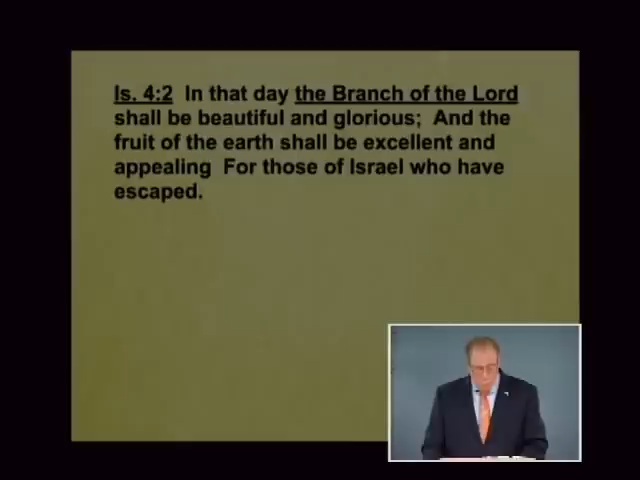 Is. 4:2 In that day the Branch of the Lord
shall be beautiful and glorious; And the
fruit of the earth shall be excellent and
appealing For those of Israel who have
escaped.